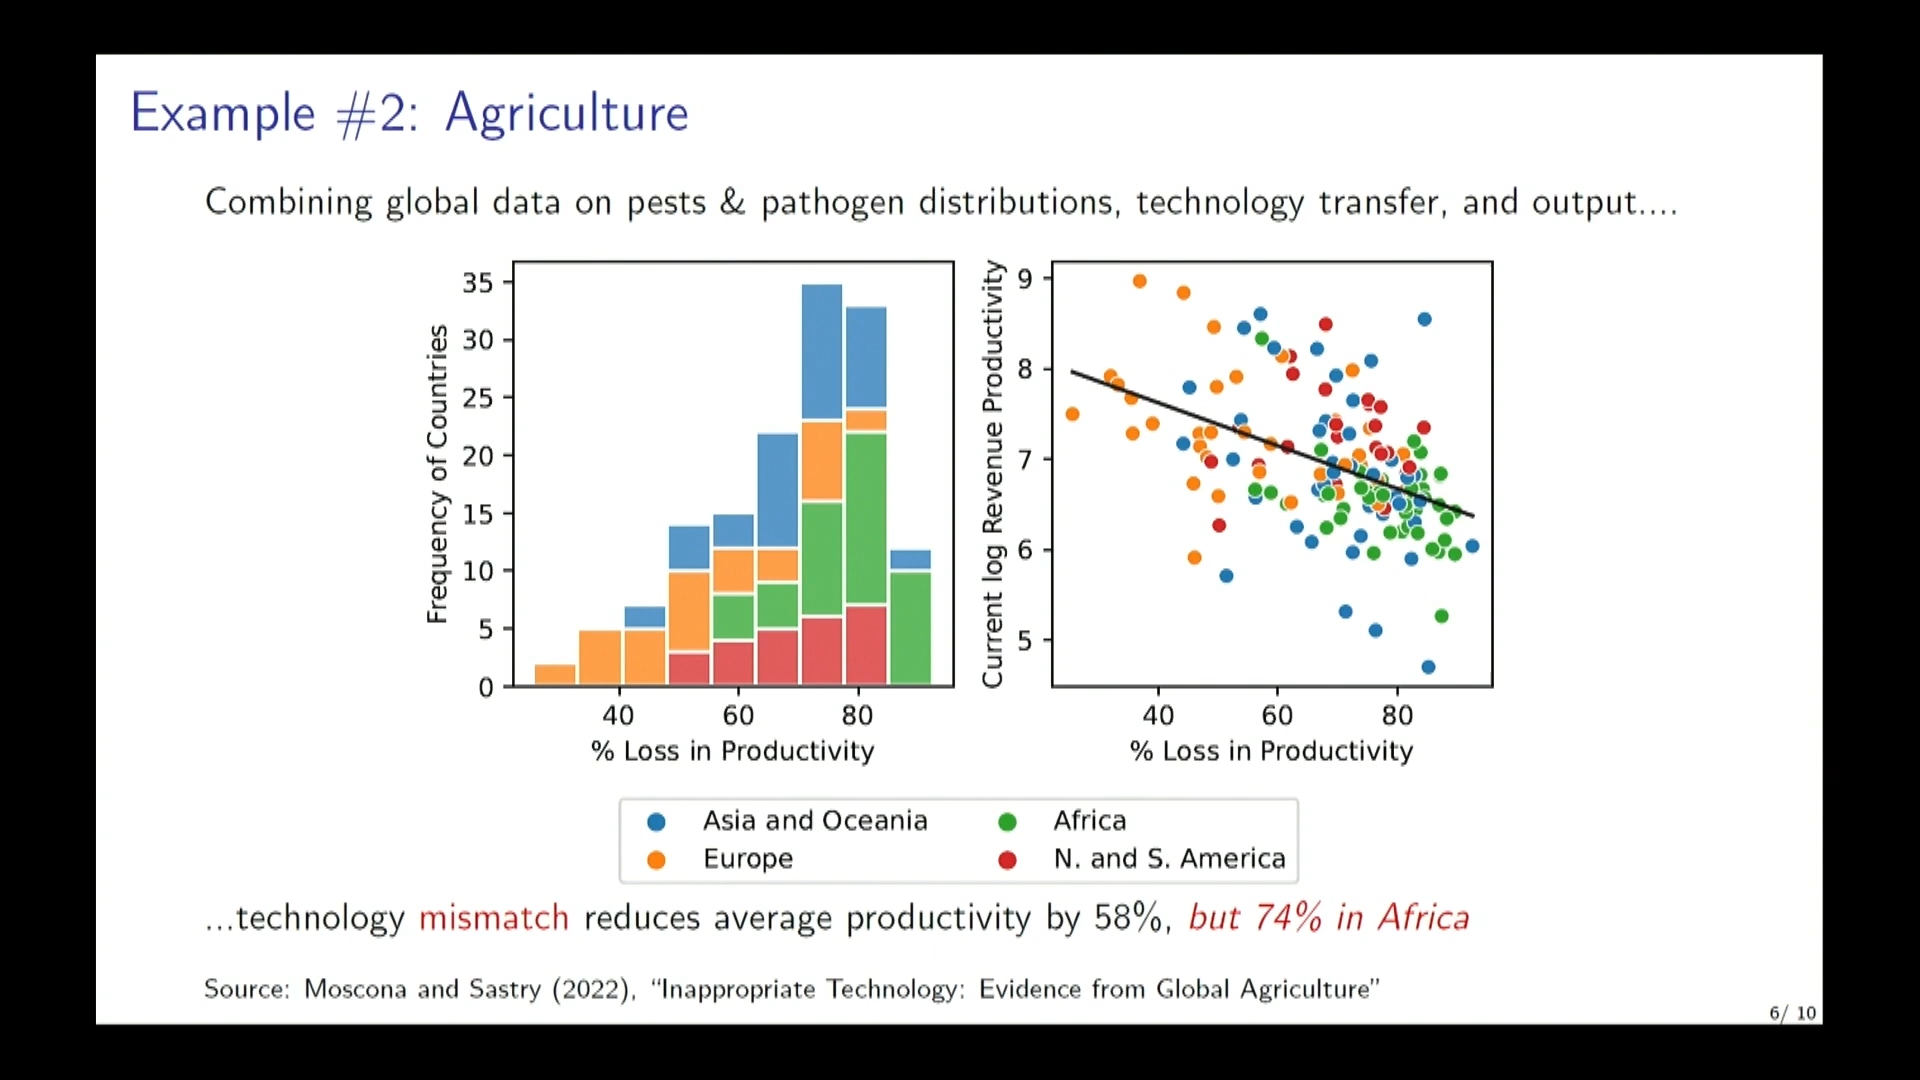 Example #2: Agriculture
Combining global data on pests & pathogen distributions, technology transfer, and output....
Frequency of Countries
35
30
25
20
15
10
5
0
40 60 80
% Loss in Productivity
Current log Revenue Productivity
9
8
7
6
5
40 60 80
% Loss in Productivity
Asia and Oceania
Africa
Europe
N. and S. America
...technology mismatch reduces average productivity by 58%, but 74% in Africa
Source: Moscona and Sastry (2022), “Inappropriate Technology: Evidence from Global Agriculture”
6/ 10